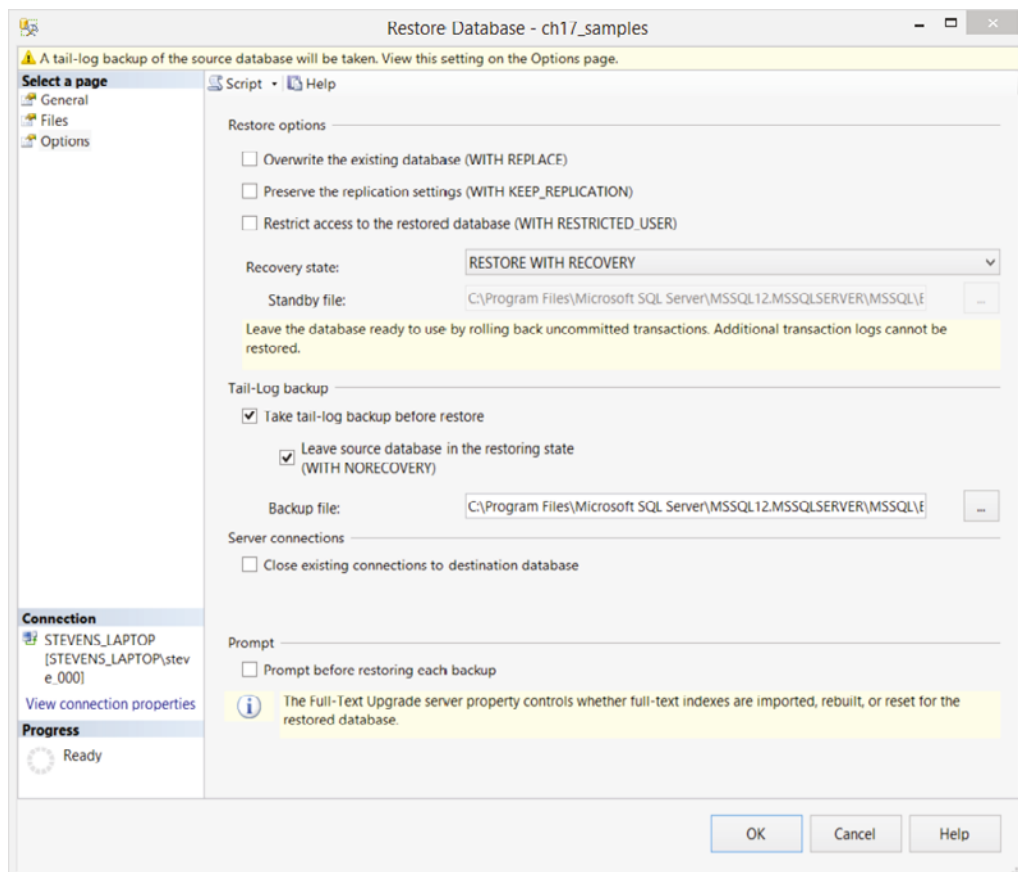 Restore Database - ch17_samples
A tail-log backup of the source database will be taken. View this setting on the Options page.
Select a page
General
Files
Options
Script
Help
Restore options
Overwrite the existing database (WITH REPLACE)
Preserve the replication settings (WITH KEEP_REPLICATION)
Restrict access to the restored database (WITH RESTRICTED_USER)
Recovery state:
RESTORE WITH RECOVERY
Standby file:
C:\Program Files\Microsoft SQL Server\MSSQL12.MSSQLSERVER\MSSQL\E
...
Leave the database ready to use by rolling back uncommitted transactions. Additional transaction logs cannot be
restored.
Tail-Log backup
Take tail-log backup before restore
Leave source database in the restoring state
(WITH NORECOVERY)
Backup file:
C:\Program Files\Microsoft SQL Server\MSSQL12.MSSQLSERVER\MSSQL\E
...
Server connections
Close existing connections to destination database
Prompt
Prompt before restoring each backup
The Full-Text Upgrade server property controls whether full-text indexes are imported, rebuilt, or reset for the
restored database.
Connection
STEVENS_LAPTOP
[STEVENS_LAPTOP\stev
e_000]
View connection properties
Progress
Ready
OK
Cancel
Help